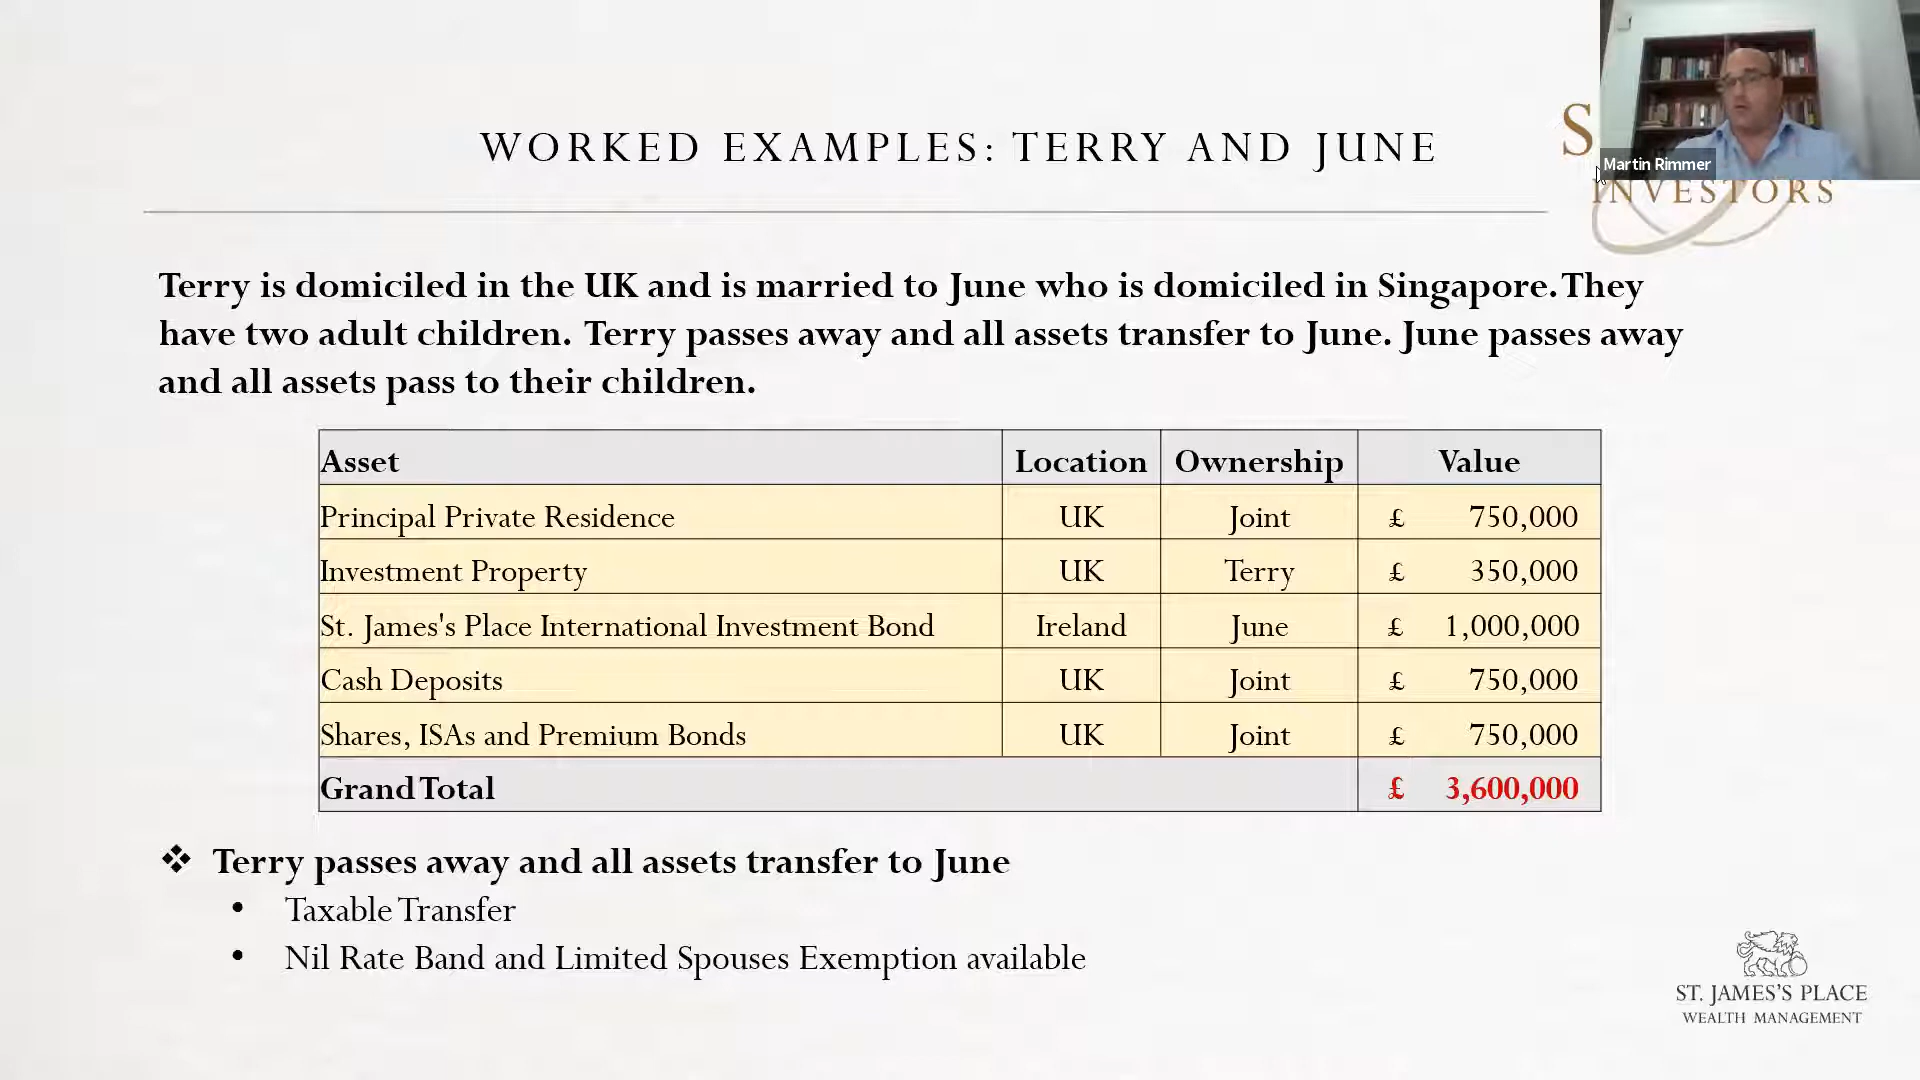 WORKED EXAMPLES: TERRY AND JUNE
S
Martin Rimmer
INVESTORS
Terry is domiciled in the UK and is married to June who is domiciled in Singapore. They
have two adult children. Terry passes away and all assets transfer to June. June passes away
and all assets pass to their children.
Asset Location Ownership Value
Principal Private Residence UK Joint £ 750,000
Investment Property UK Terry £ 350,000
St. James's Place International Investment Bond Ireland June £ 1,000,000
Cash Deposits UK Joint £ 750,000
Shares, ISAs and Premium Bonds UK Joint £ 750,000
Grand Total £ 3,600,000
❖ Terry passes away and all assets transfer to June
• Taxable Transfer
• Nil Rate Band and Limited Spouses Exemption available
ST. JAMES'S PLACE
WEALTH MANAGEMENT